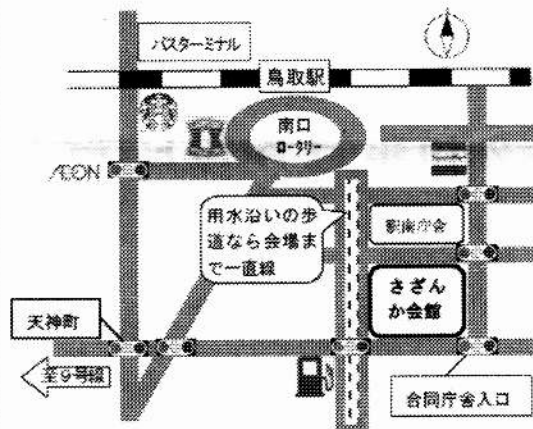 バスターミナル
鳥取駅
南口
ロータリー
AEON
用水沿いの歩
道なら会場ま
で一直線
駅南庁舎
さざん
か会館
天神町
至9号線
合同庁舎入口